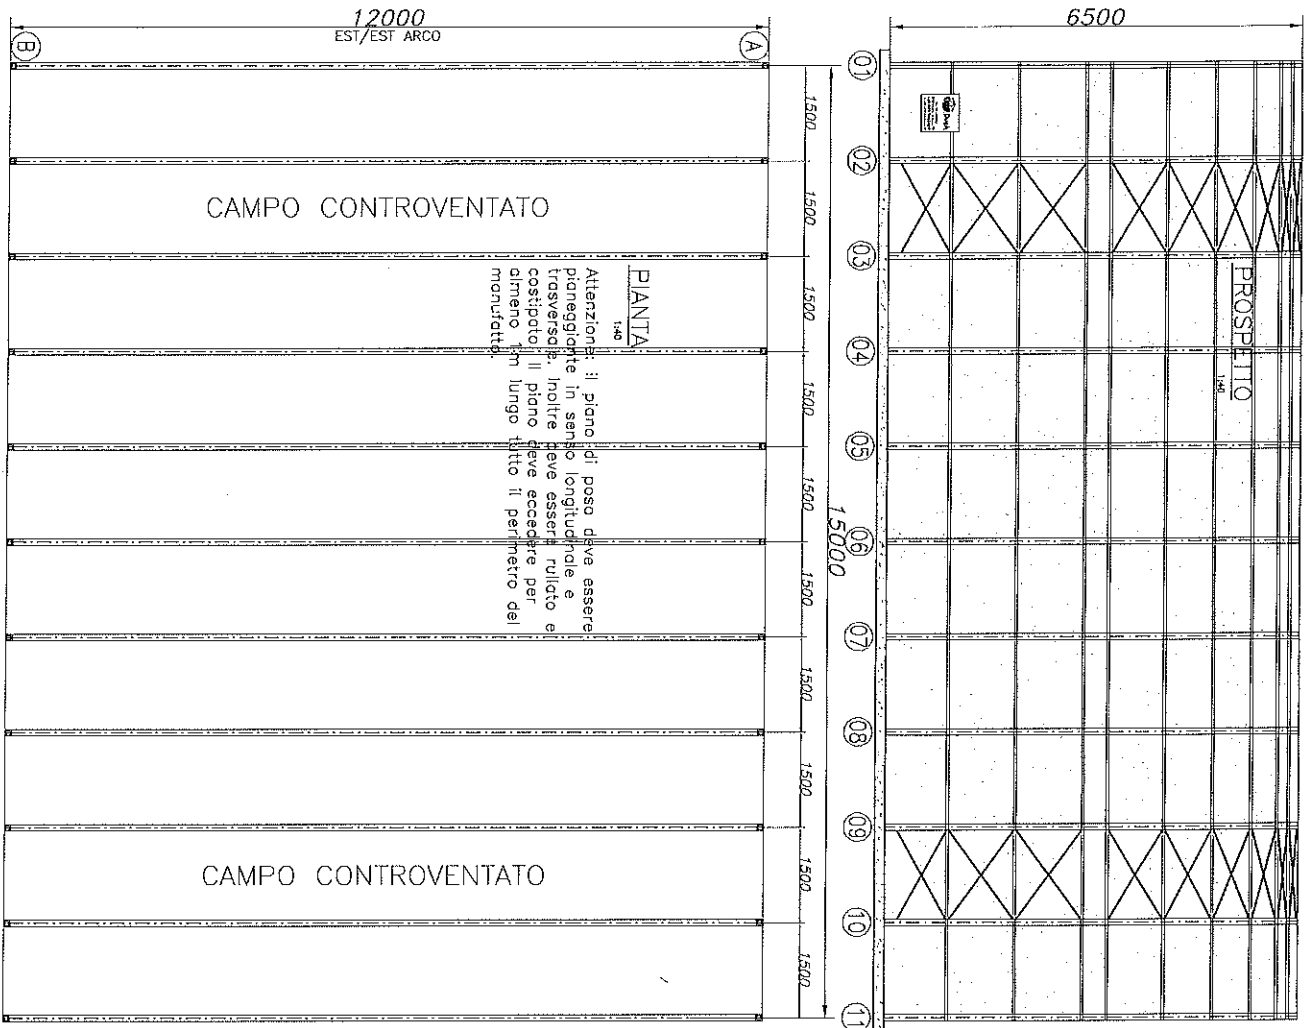 12000
EST/EST ARCO
B
A
6500
01
02
03
04
05
06
07
08
09
10
11
1500
1500
1500
1500
1500
1500
1500
1500
1500
1500
15000
CAMPO CONTROVENTATO
CAMPO CONTROVENTATO
PIANTA
1:40
Attenzione: il piano di posa deve essere
pianeggiante in senso longitudinale e
trasversale. Inoltre deve essere rullato e
costipato. Il piano deve eccedere per
almeno 1 m lungo tutto il perimetro del
manufatto.
PROSPETTO
1:40